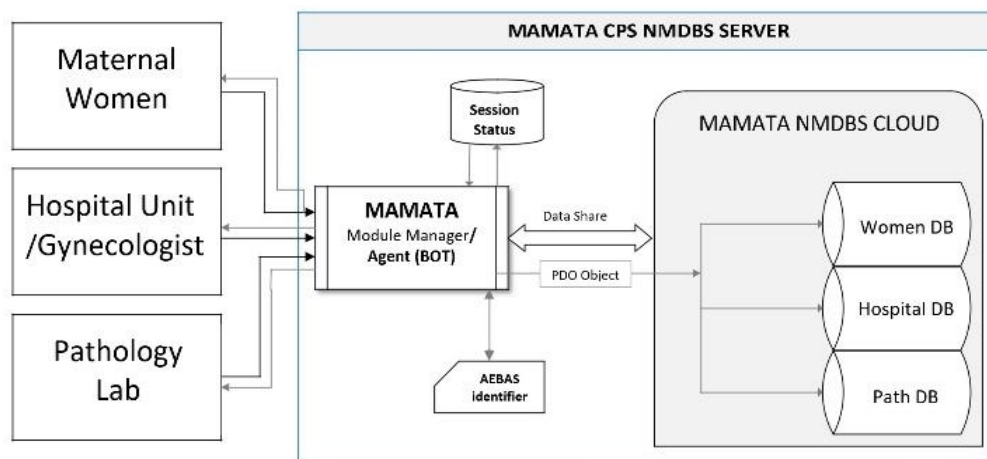 MAMATA CPS NMDBS SERVER
Maternal
Women
Hospital Unit
/Gynecologist
Pathology
Lab
Session
Status
MAMATA
Module Manager/
Agent (BOT)
AEBAS
identifier
Data Share
PDO Object
MAMATA NMDBS CLOUD
Women DB
Hospital DB
Path DB